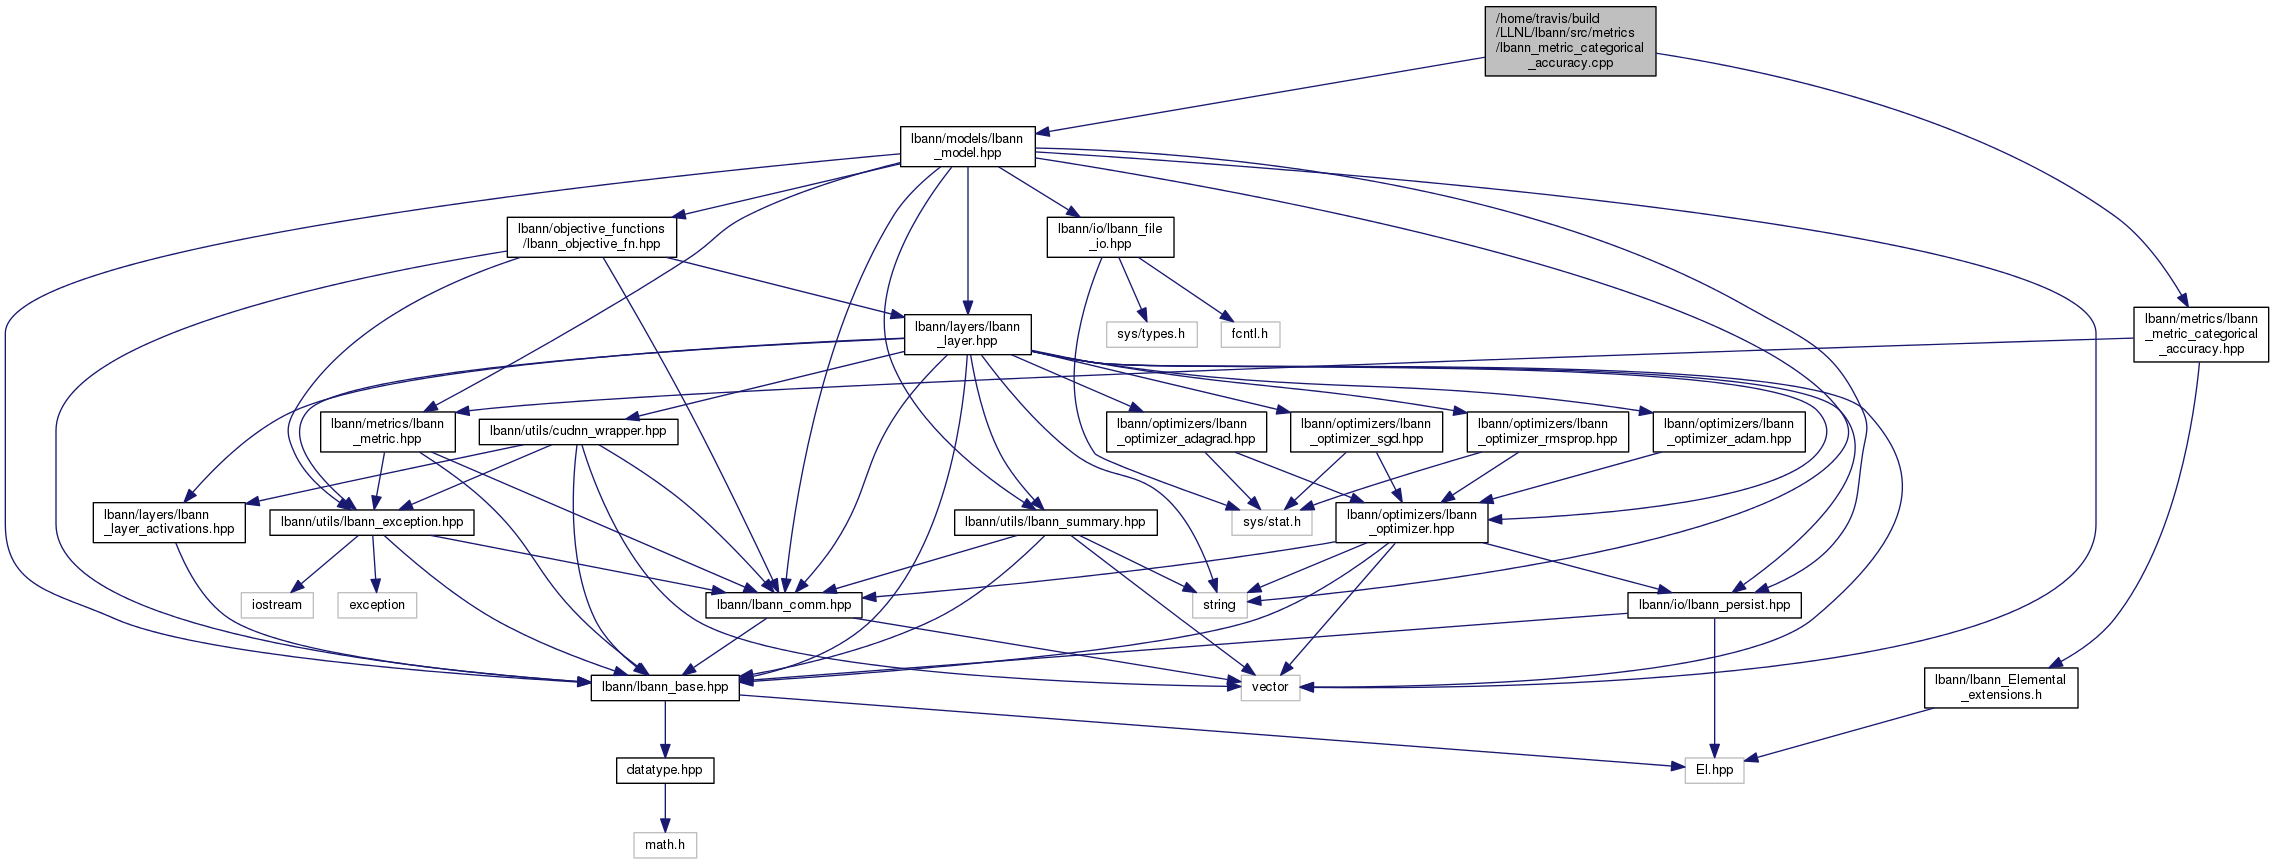 /home/travis/build
/LLNL/lbann/src/metrics
/lbann_metric_categorical
_accuracy.cpp
lbann/models/lbann
_model.hpp
lbann/objective_functions
/lbann_objective_fn.hpp
lbann/io/lbann_file
_io.hpp
lbann/layers/lbann
_layer.hpp
sys/types.h
fcntl.h
lbann/metrics/lbann
_metric_categorical
_accuracy.hpp
lbann/metrics/lbann
_metric.hpp
lbann/utils/cudnn_wrapper.hpp
lbann/optimizers/lbann
_optimizer_adagrad.hpp
lbann/optimizers/lbann
_optimizer_sgd.hpp
lbann/optimizers/lbann
_optimizer_rmsprop.hpp
lbann/optimizers/lbann
_optimizer_adam.hpp
lbann/layers/lbann
_layer_activations.hpp
lbann/utils/lbann_exception.hpp
lbann/utils/lbann_summary.hpp
sys/stat.h
lbann/optimizers/lbann
_optimizer.hpp
iostream
exception
lbann/lbann_comm.hpp
string
lbann/io/lbann_persist.hpp
lbann/lbann_base.hpp
vector
lbann/lbann_Elemental
_extensions.h
datatype.hpp
El.hpp
math.h